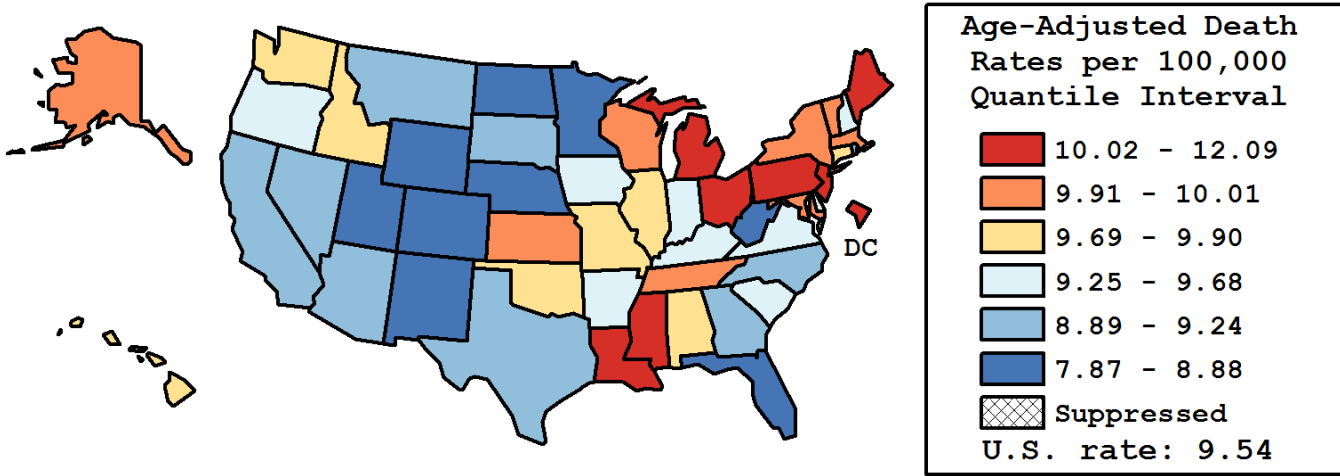 DC
Age-Adjusted Death
Rates per 100,000
Quantile Interval
10.02 - 12.09
9.91 - 10.01
9.69 - 9.90
9.25 - 9.68
8.89 - 9.24
7.87 - 8.88
Suppressed
U.S. rate: 9.54